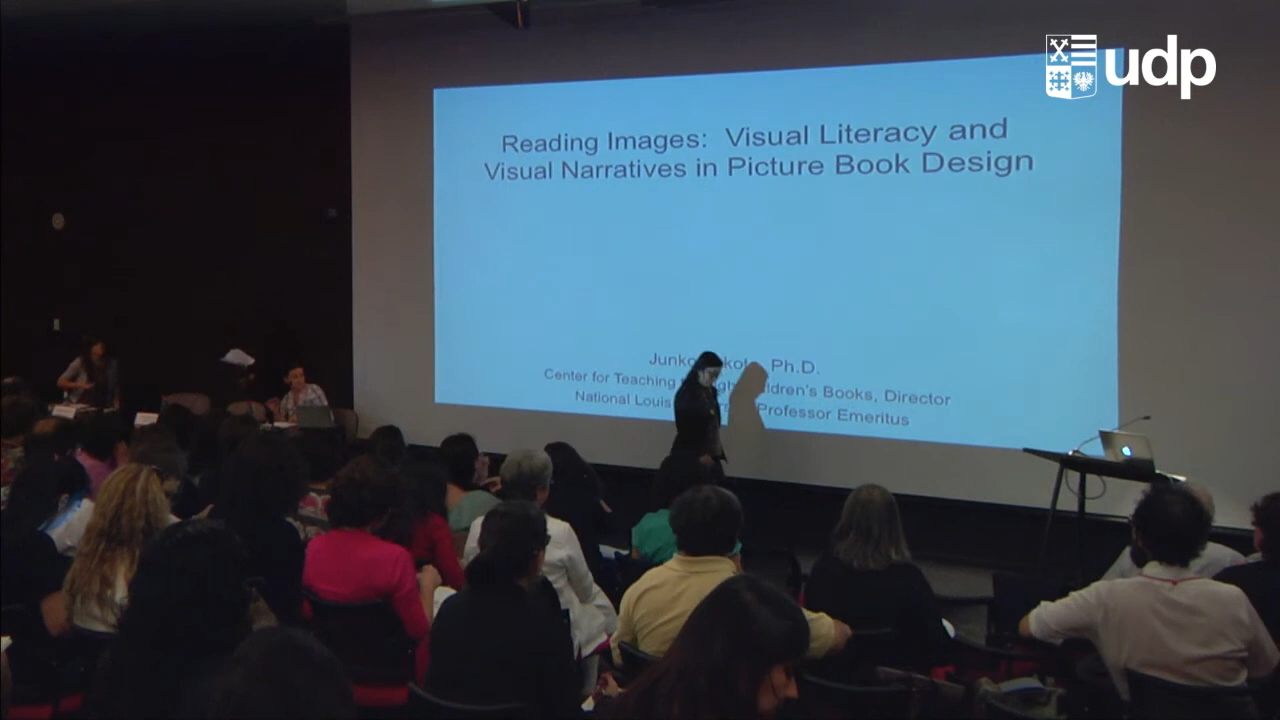 udp
Reading Images: Visual Literacy and
Visual Narratives in Picture Book Design
Junko Ph.D.
Center for Teaching Children's Books, Director
National Louis Professor Emeritus